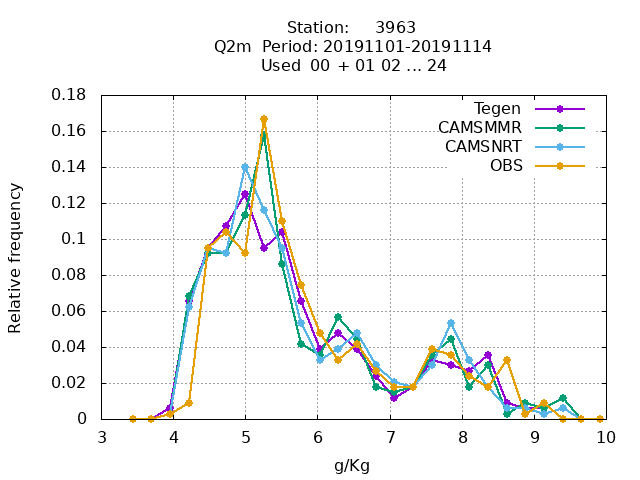 Station: 3963
Q2m Period: 20191101-20191114
Used 00 + 01 02 ... 24
Tegen
CAMSMMR
CAMSNRT
OBS
Relative frequency
0.18
0.16
0.14
0.12
0.1
0.08
0.06
0.04
0.02
0
3 4 5 6 7 8 9 10
g/Kg